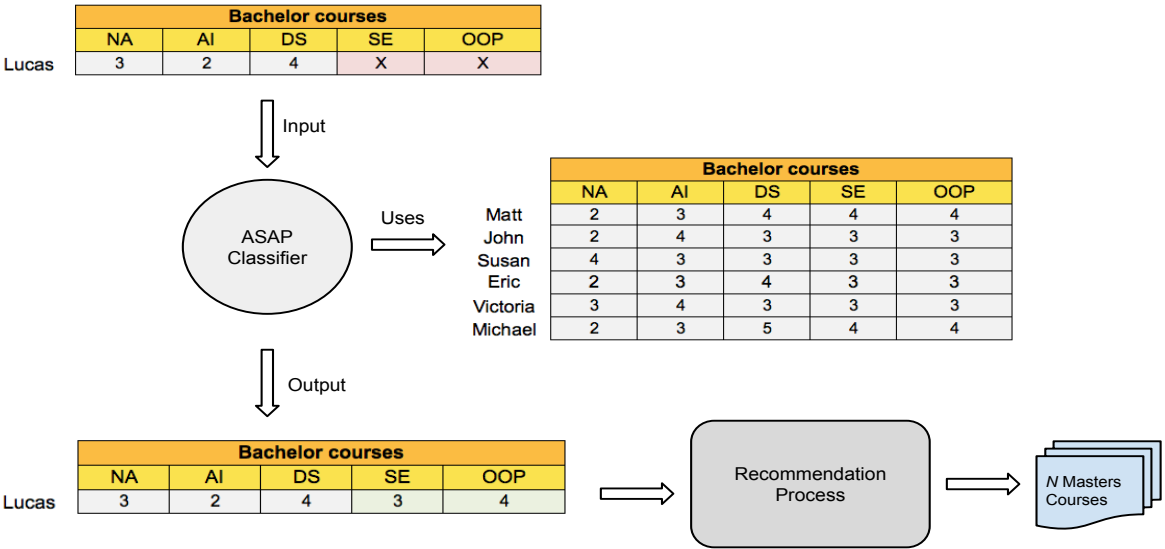 Bachelor courses
NA AI DS SE OOP
Lucas 3 2 4 X X
Input
Bachelor courses
NA AI DS SE OOP
Matt 2 3 4 4 4
John 2 4 3 3 3
Susan 4 3 3 3 3
Eric 2 3 4 3 3
Victoria 3 4 3 3 3
Michael 2 3 5 4 4
Uses
ASAP
Classifier
Output
Bachelor courses
NA AI DS SE OOP
Lucas 3 2 4 3 4
Recommendation
Process
N Masters
Courses